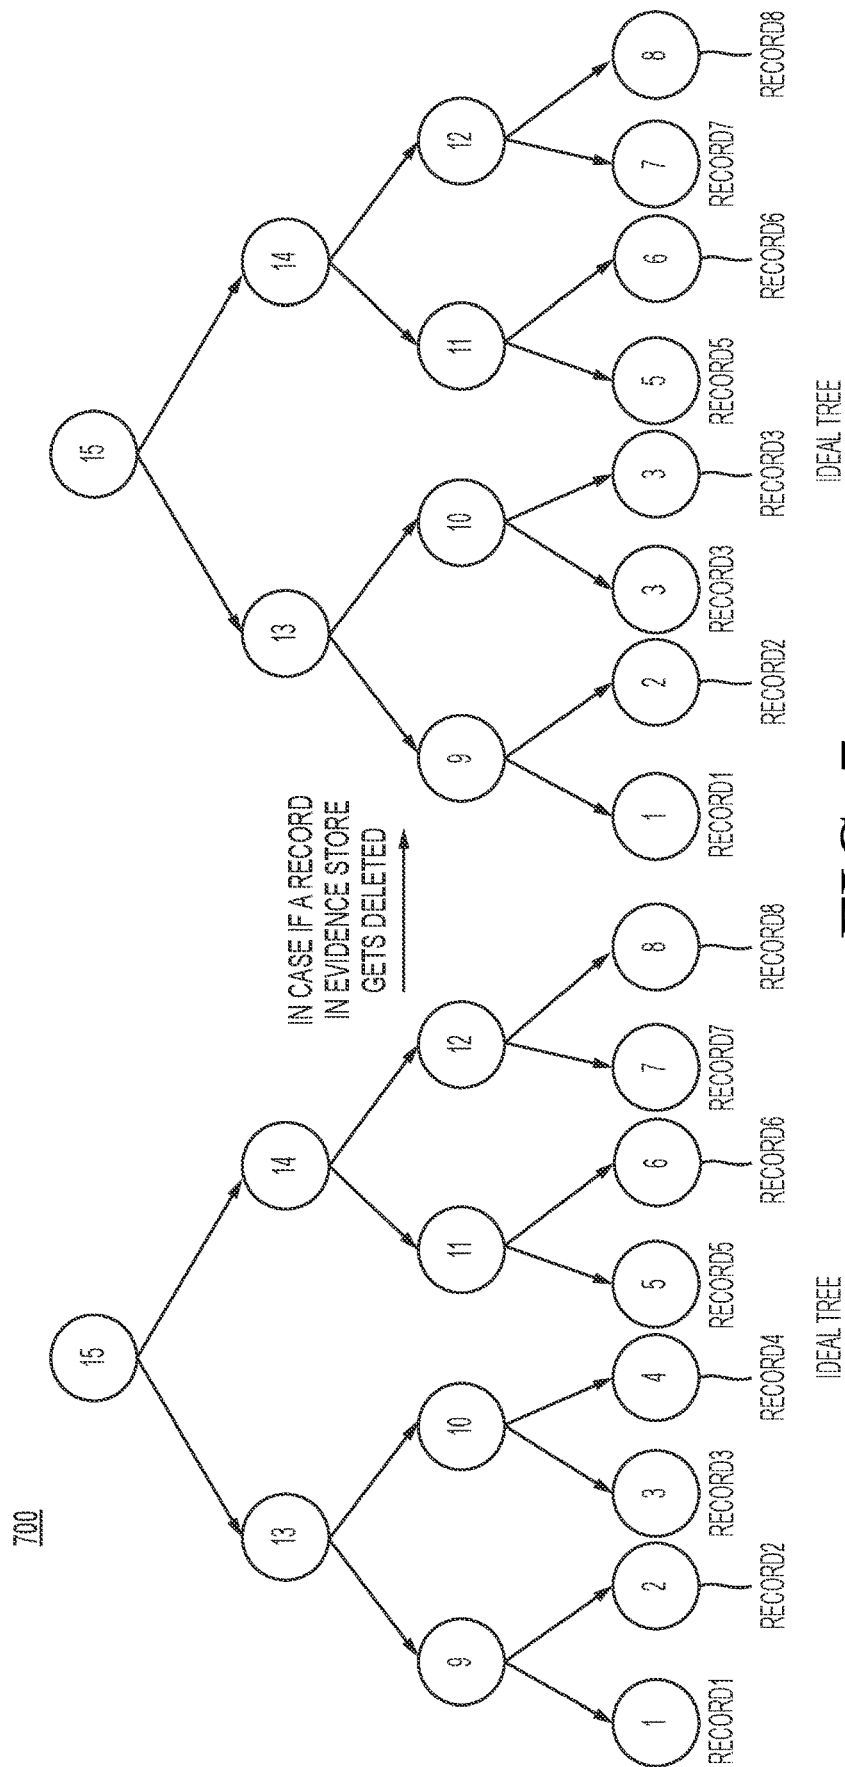 700
15
13 14
9 10 11 12
1 2 3 4 5 6 7 8
RECORD1 RECORD3 RECORD5 RECORD7
RECORD2 RECORD4 RECORD6 RECORD8
IDEAL TREE
IN CASE IF A RECORD
IN EVIDENCE STORE
GETS DELETED
15
13 14
9 10 11 12
1 2 3 3 5 6 7 8
RECORD1 RECORD3 RECORD5 RECORD7
RECORD2 RECORD3 RECORD6 RECORD8
IDEAL TREE